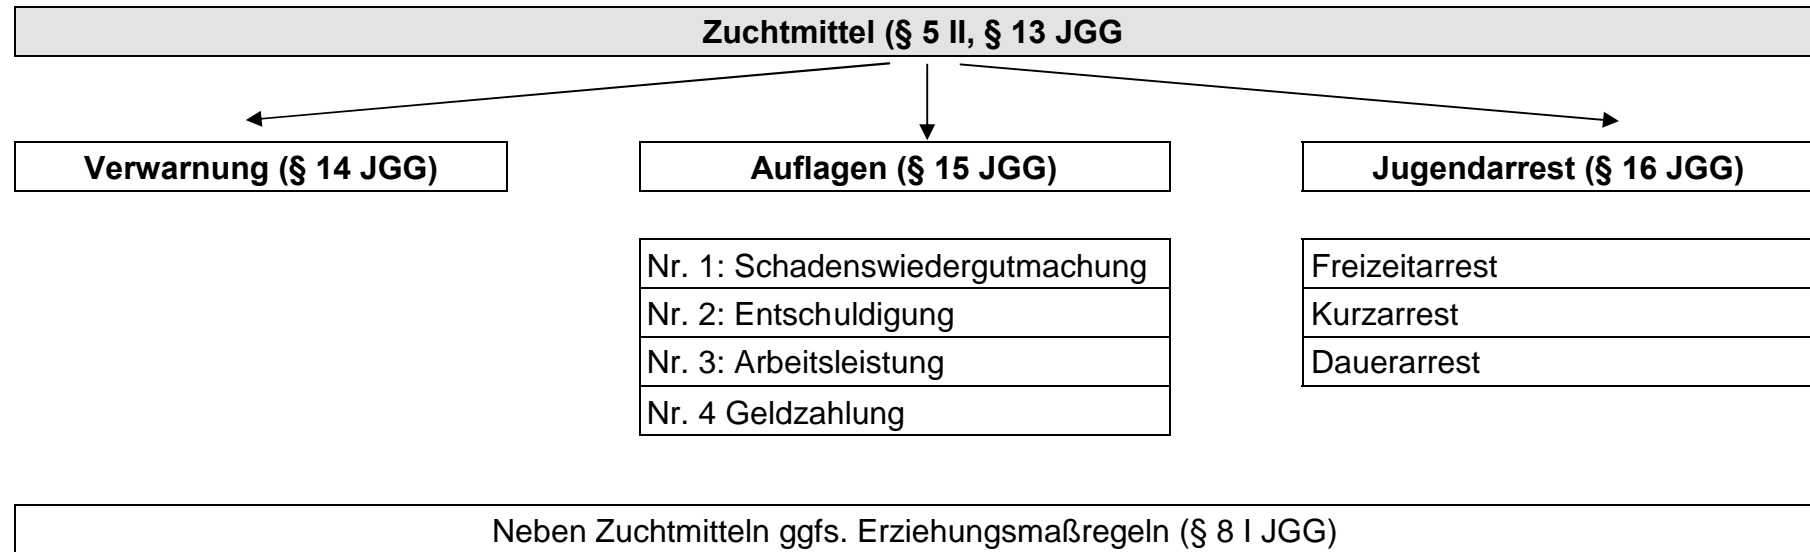 Zuchtmittel (§ 5 II, § 13 JGG
Verwarnung (§ 14 JGG)
Auflagen (§ 15 JGG)
Jugendarrest (§ 16 JGG)
Nr. 1: Schadenswiedergutmachung
Nr. 2: Entschuldigung
Nr. 3: Arbeitsleistung
Nr. 4 Geldzahlung
Freizeitarrest
Kurzarrest
Dauerarrest
Neben Zuchtmitteln ggfs. Erziehungsmaßregeln (§ 8 I JGG)